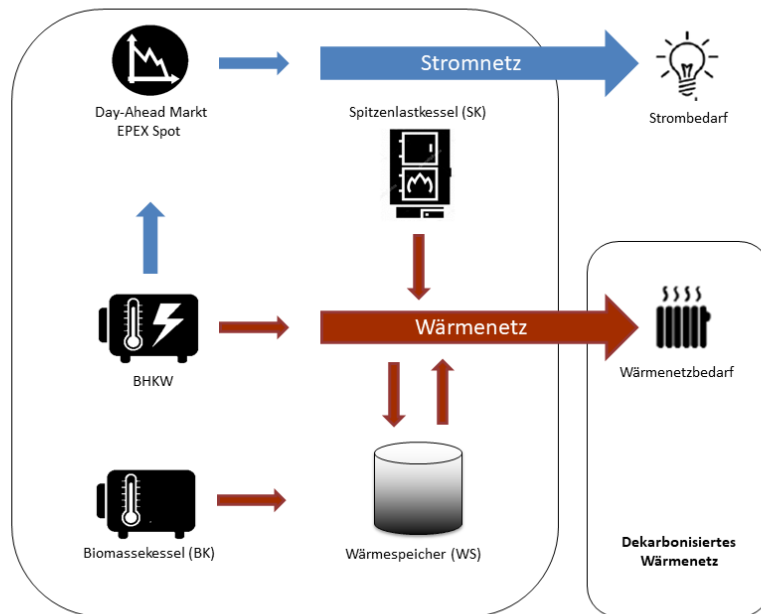 Stromnetz
Day-Ahead Markt
EPEX Spot
Spitzenlastkessel (SK)
Strombedarf
Wärmenetz
BHKW
Wärmenetzbedarf
Biomassekessel (BK)
Wärmespeicher (WS)
Dekarbonisiertes
Wärmenetz